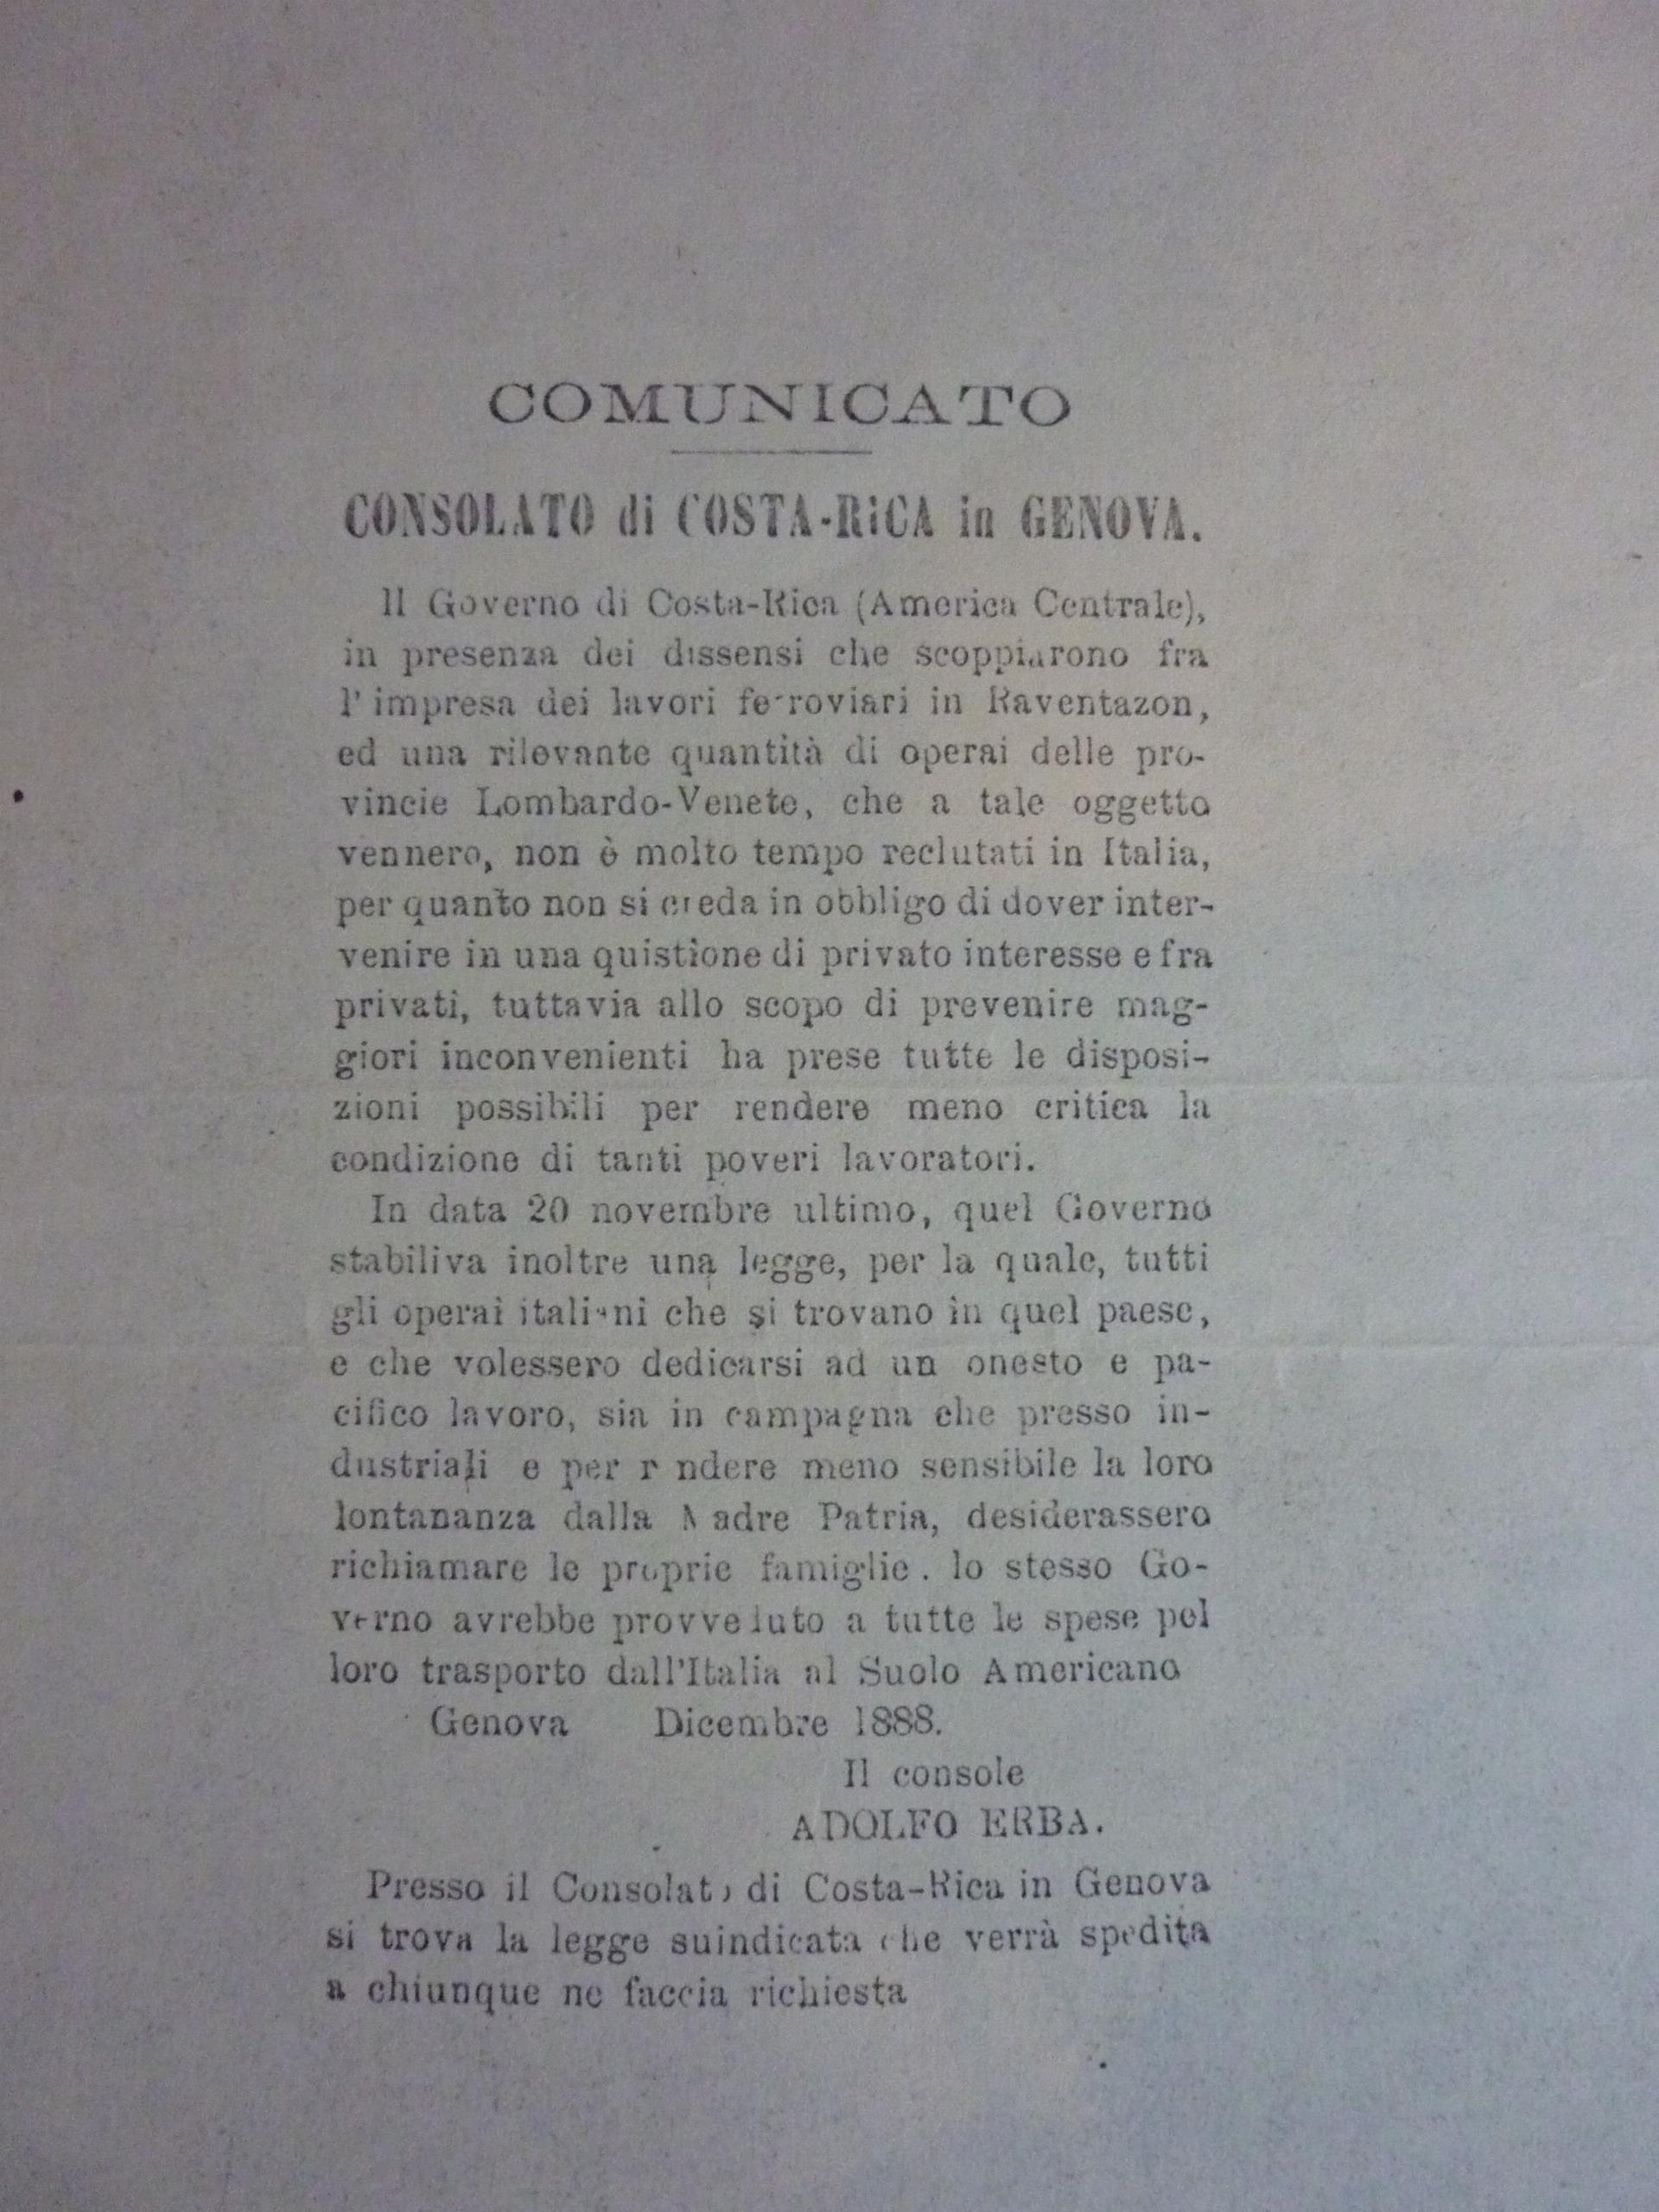 COMUNICATO
CONSOLATO di COSTA-RiCA in GENOVA.
Il Governo di Costa-Rica (America Centrale),
in presenza dei dissensi che scoppiarono fra
l' impresa dei lavori ferroviari in Raventazon,
ed una rilevante quantità di operai delle pro-
vincie Lombardo-Venete, che a tale oggetto
vennero, non è molto tempo reclutati in Italia,
per quanto non si creda in obbligo di dover inter-
venire in una quistione di privato interesse e fra
privati, tuttavia allo scopo di prevenire mag-
giori inconvenienti ha prese tutte le disposi-
zioni possibili per rendere meno critica la
condizione di tanti poveri lavoratori.
In data 20 novembre ultimo, quel Governo
stabiliva inoltre una legge, per la quale, tutti
gli operai italiani che si trovano in quel paese,
e che volessero dedicarsi ad un onesto e pa-
cifico lavoro, sia in campagna che presso in-
dustriali e per r ndere meno sensibile la loro
lontananza dalla Madre Patria, desiderassero
richiamare le proprie famiglie. lo stesso Go-
verno avrebbe provveduto a tutte le spese pel
loro trasporto dall'Italia al Suolo Americano
Genova Dicembre 1888.
Il console
ADOLFO ERBA.
Presso il Consolato di Costa-Rica in Genova
si trova la legge suindicata che verrà spedita
a chiunque ne faccia richiesta